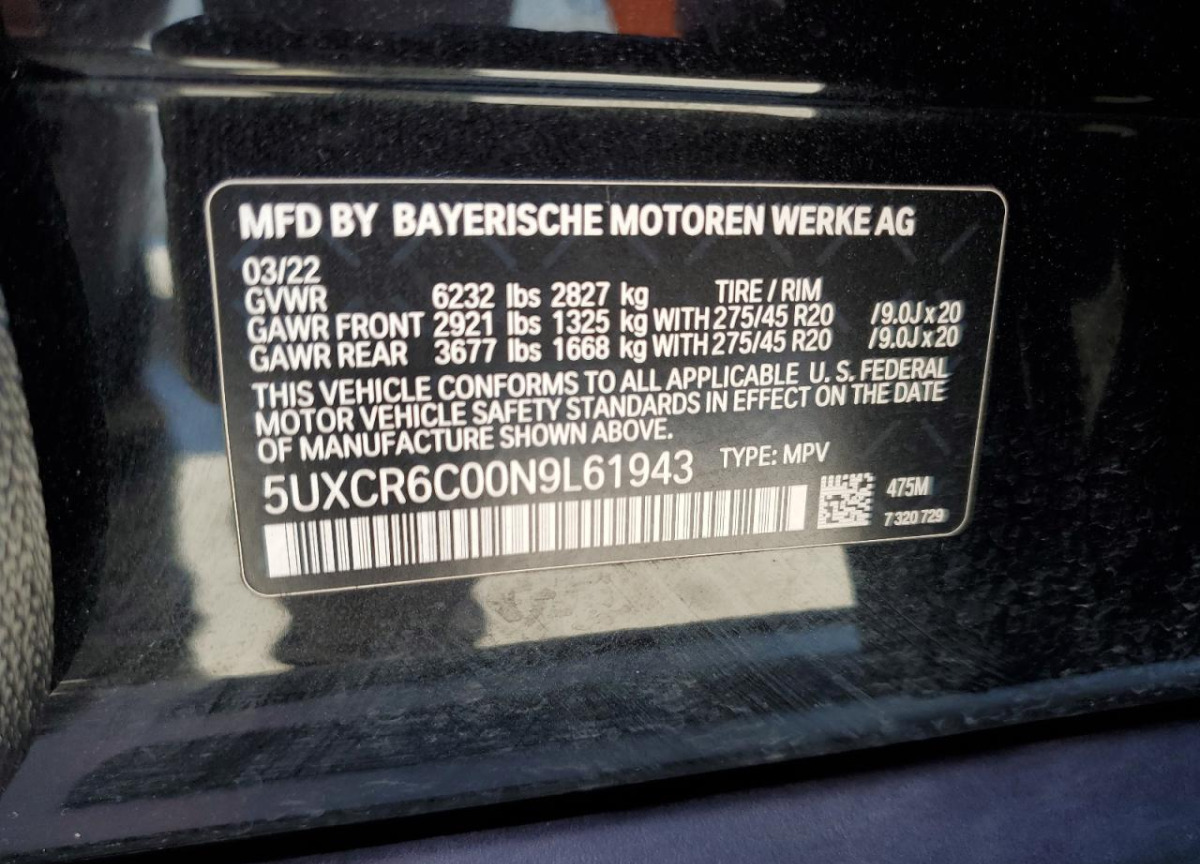 MFD BY BAYERISCHE MOTOREN WERKE AG
03/22
GVWR 6232 lbs 2827 kg TIRE / RIM
GAWR FRONT 2921 lbs 1325 kg WITH 275/45 R20 /9.0J x 20
GAWR REAR 3677 lbs 1668 kg WITH 275/45 R20 /9.0J x 20
THIS VEHICLE CONFORMS TO ALL APPLICABLE U. S. FEDERAL
MOTOR VEHICLE SAFETY STANDARDS IN EFFECT ON THE DATE
OF MANUFACTURE SHOWN ABOVE.
5UXCR6C00N9L61943 TYPE: MPV
475M
7 320 729